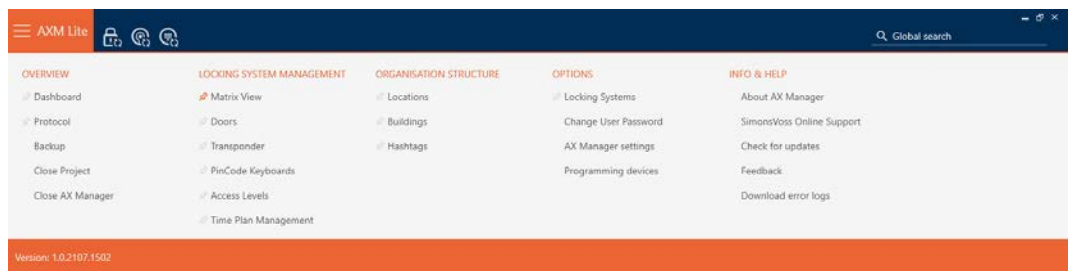 AXM Lite
Global search
OVERVIEW
Dashboard
Protocol
Backup
Close Project
Close AX Manager
LOCKING SYSTEM MANAGEMENT
Matrix View
Doors
Transponder
PinCode Keyboards
Access Levels
Time Plan Management
ORGANISATION STRUCTURE
Locations
Buildings
Hashtags
OPTIONS
Locking Systems
Change User Password
AX Manager settings
Programming devices
INFO & HELP
About AX Manager
SimonsVoss Online Support
Check for updates
Feedback
Download error logs
Version: 1.0.2107.1502